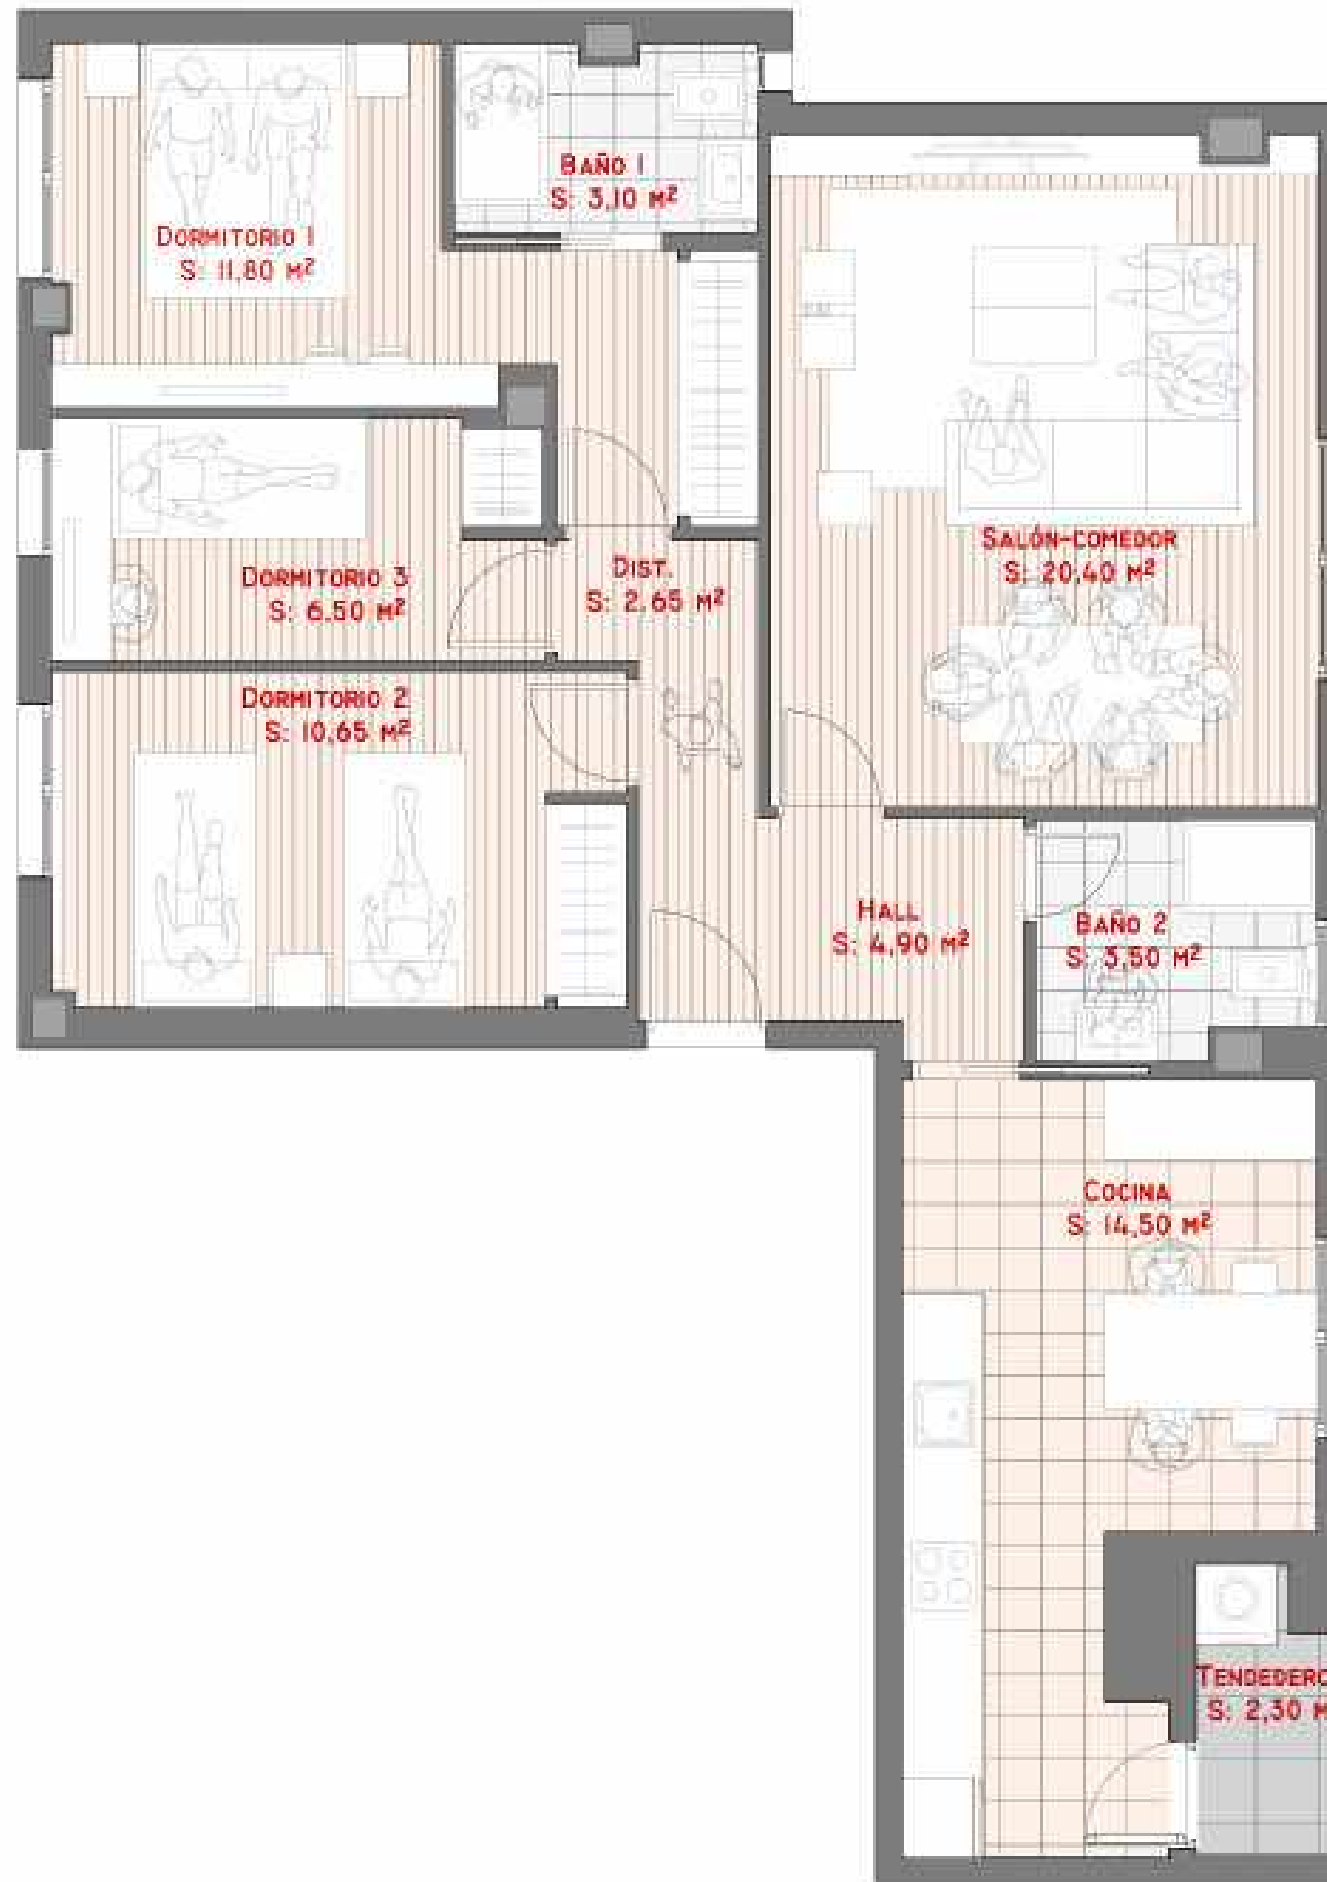 BAÑO 1
S: 3,10 M²
DORMITORIO 1
S: 11,80 M²
SALÓN-COMEDOR
S: 20,40 M²
DIST.
S: 2,65 M²
DORMITORIO 3
S: 6,50 M²
DORMITORIO 2
S: 10,65 M²
HALL
S: 4,90 M²
BAÑO 2
S: 3,50 M²
COCINA
S: 14,50 M²
TENDEDERO
S: 2,30 M